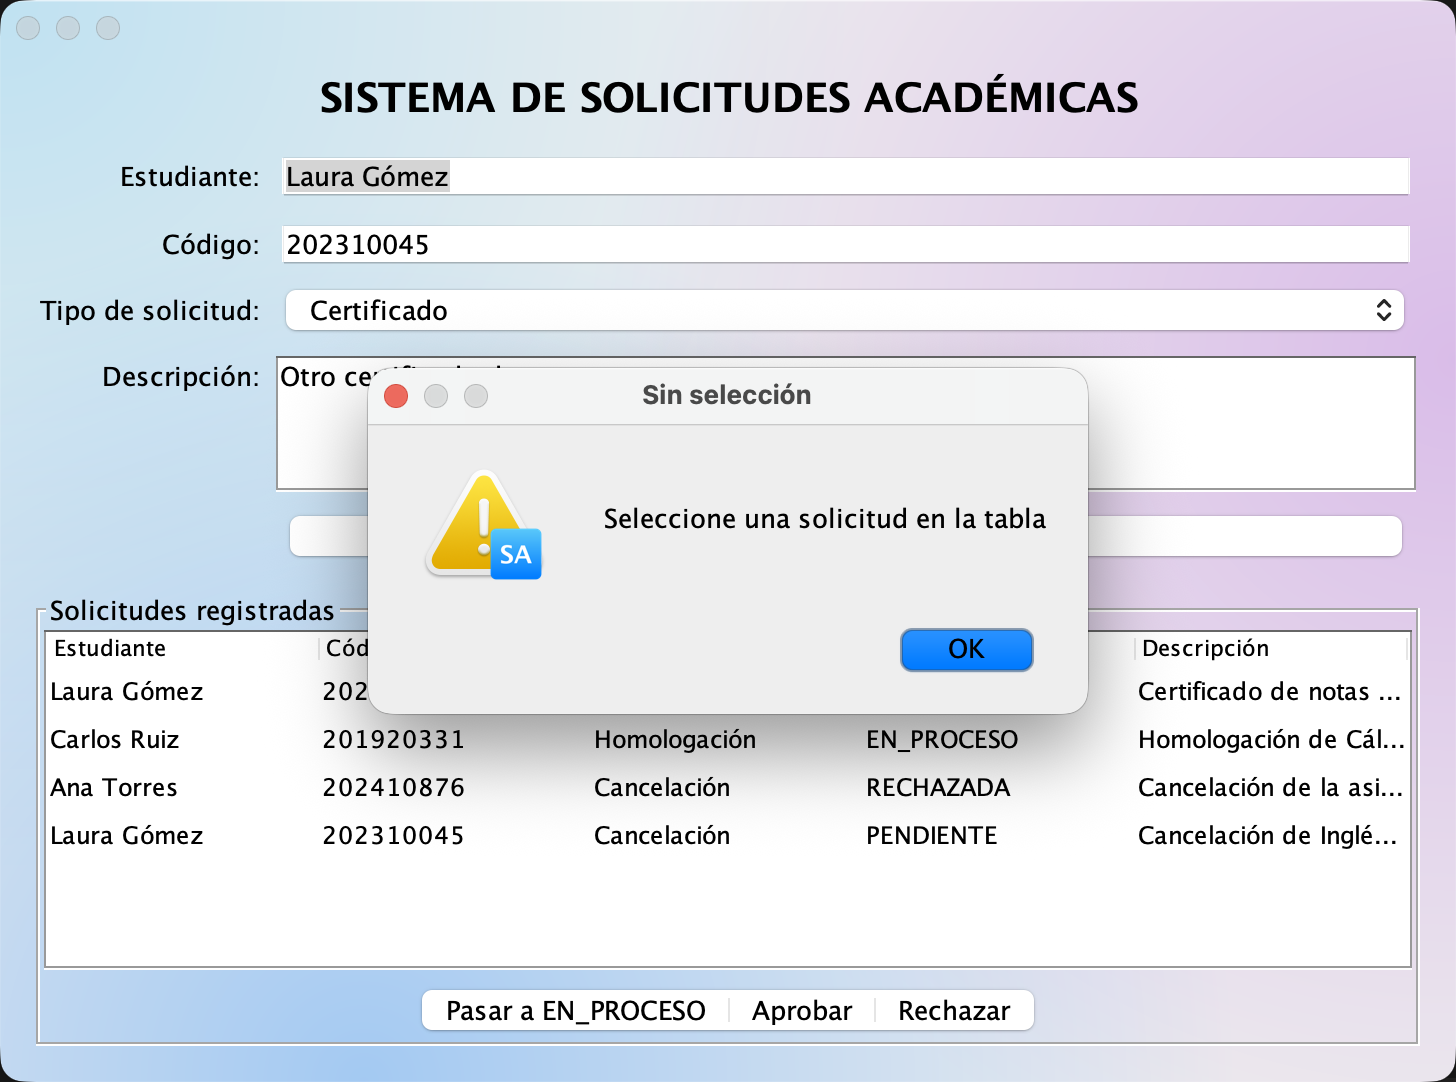 SISTEMA DE SOLICITUDES ACADÉMICAS
Estudiante: Laura Gómez
Código: 202310045
Tipo de solicitud: Certificado
Descripción: Otro
Sin selección
Seleccione una solicitud en la tabla
SA
OK
Solicitudes registradas
Estudiante Descripción
Laura Gómez Certificado de notas ...
Carlos Ruiz 201920331 Homologación EN_PROCESO Homologación de Cál...
Ana Torres 202410876 Cancelación RECHAZADA Cancelación de la asi...
Laura Gómez 202310045 Cancelación PENDIENTE Cancelación de Inglé...
Pasar a EN_PROCESO Aprobar Rechazar